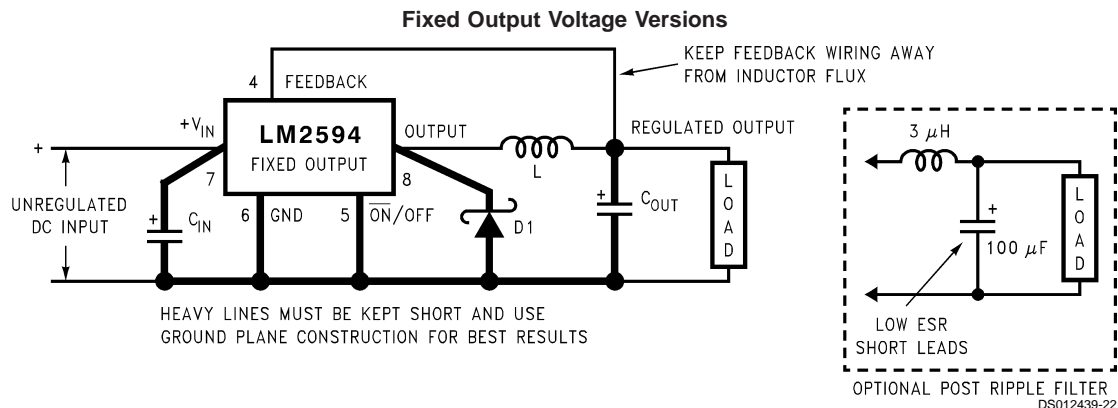 Fixed Output Voltage Versions
KEEP FEEDBACK WIRING AWAY
FROM INDUCTOR FLUX
4 FEEDBACK
+VIN
LM2594
FIXED OUTPUT
OUTPUT
REGULATED OUTPUT
+
7
8
L
UNREGULATED
DC INPUT
+
CIN
6 GND
5 ON/OFF
D1
+
COUT
LOAD
HEAVY LINES MUST BE KEPT SHORT AND USE
GROUND PLANE CONSTRUCTION FOR BEST RESULTS
3 μH
+
100 μF
LOAD
LOW ESR
SHORT LEADS
OPTIONAL POST RIPPLE FILTER
DS012439-22